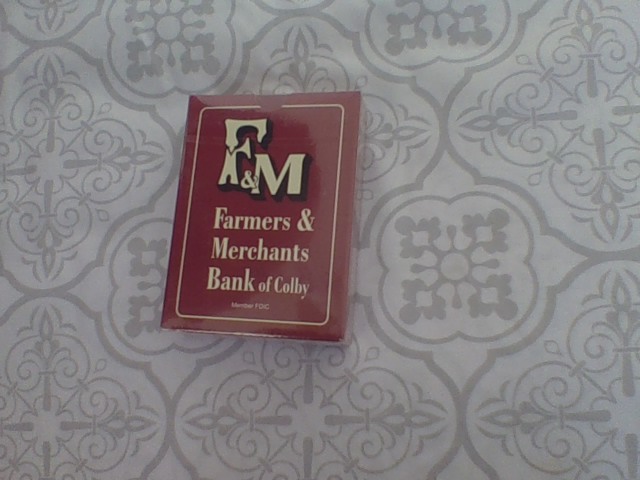 F&M
Farmers &
Merchants
Bank of Colby
Member FDIC